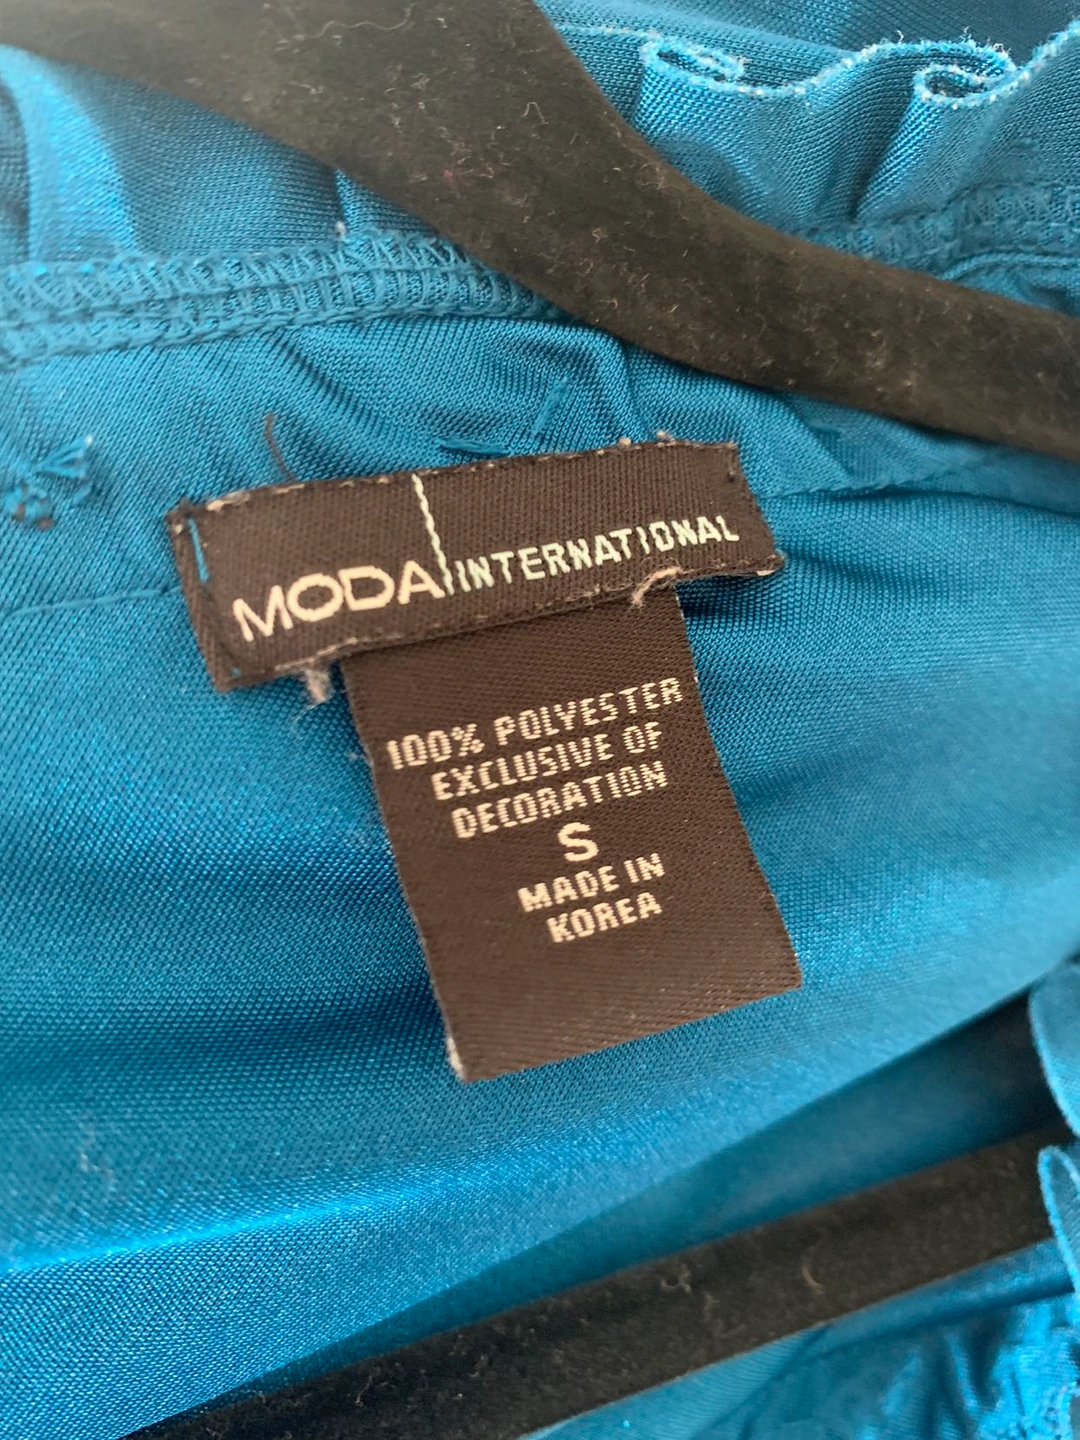 MODA INTERNATIONAL
100% POLYESTER
EXCLUSIVE OF
DECORATION
S
MADE IN
KOREA